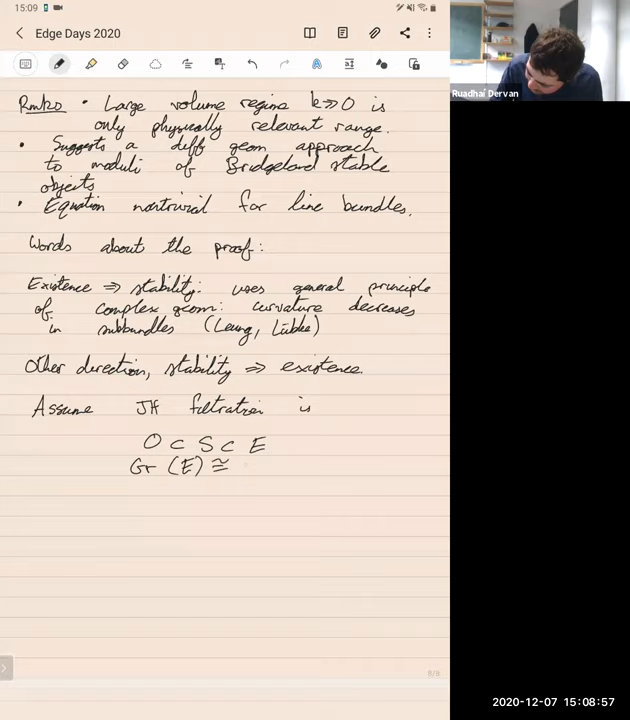 15:09
Edge Days 2020
Ruadhaí Dervan
Rmks • Large volume regime k>>0 is
only physically relevant range.
• Suggests a diff geom approach
to moduli of Bridgeland stable
objects
• Equation nontrivial for line bundles.
Words about the proof:
Existence ⇒ stability: uses general principle
of complex geom: curvature decreases
in subbundles (Leung, Lübke)
Other direction, stability ⇒ existence.
Assume JH filtration is
O ⊂ S ⊂ E
Gr (E) ≅
8/8
2020-12-07 15:08:57